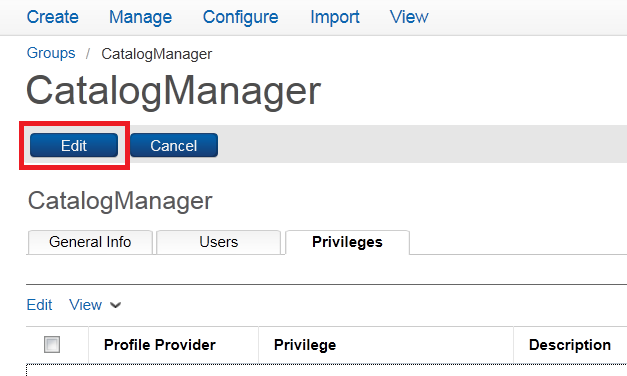 Create Manage Configure Import View
Groups / CatalogManager
CatalogManager
Edit Cancel
CatalogManager
General Info Users Privileges
Edit View
Profile Provider Privilege Description